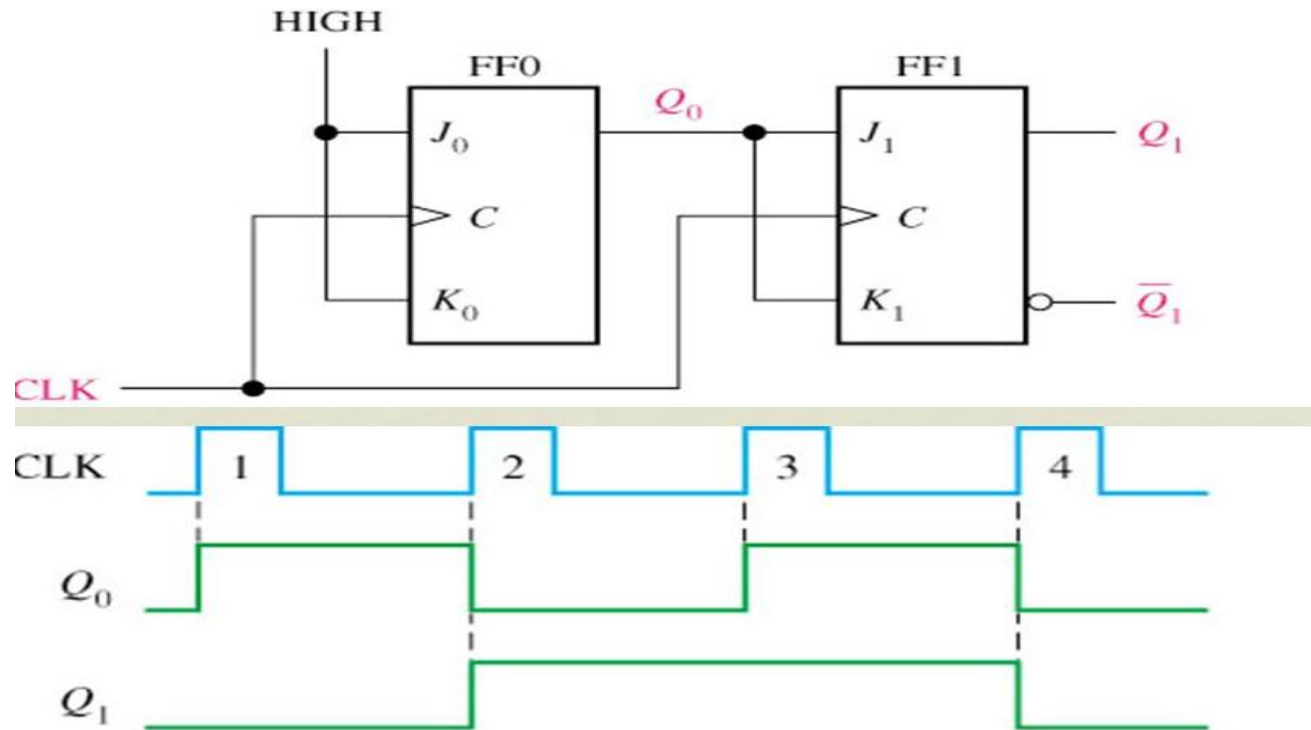 HIGH
FF0 FF1
Q₀
J₀ J₁ Q₁
C C
K₀ K₁ Q̅₁
CLK
CLK 1 2 3 4
Q₀
Q₁